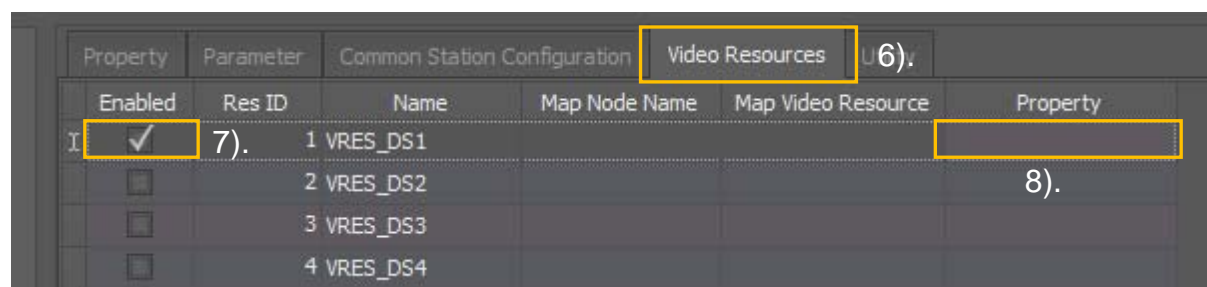 Property Parameter Common Station Configuration Video Resources 6).
Enabled Res ID Name Map Node Name Map Video Resource Property
7). 1 VRES_DS1
2 VRES_DS2 8).
3 VRES_DS3
4 VRES_DS4